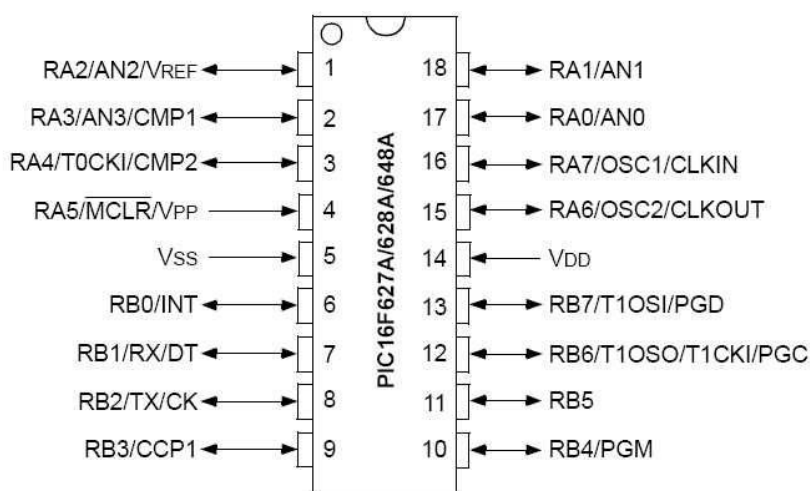 RA2/AN2/VREF 1 18 RA1/AN1
RA3/AN3/CMP1 2 17 RA0/AN0
RA4/T0CKI/CMP2 3 16 RA7/OSC1/CLKIN
RA5/M̅C̅L̅R̅/VPP 4 15 RA6/OSC2/CLKOUT
VSS 5 14 VDD
RB0/INT 6 13 RB7/T1OSI/PGD
RB1/RX/DT 7 12 RB6/T1OSO/T1CKI/PGC
RB2/TX/CK 8 11 RB5
RB3/CCP1 9 10 RB4/PGM
PIC16F627A/628A/648A